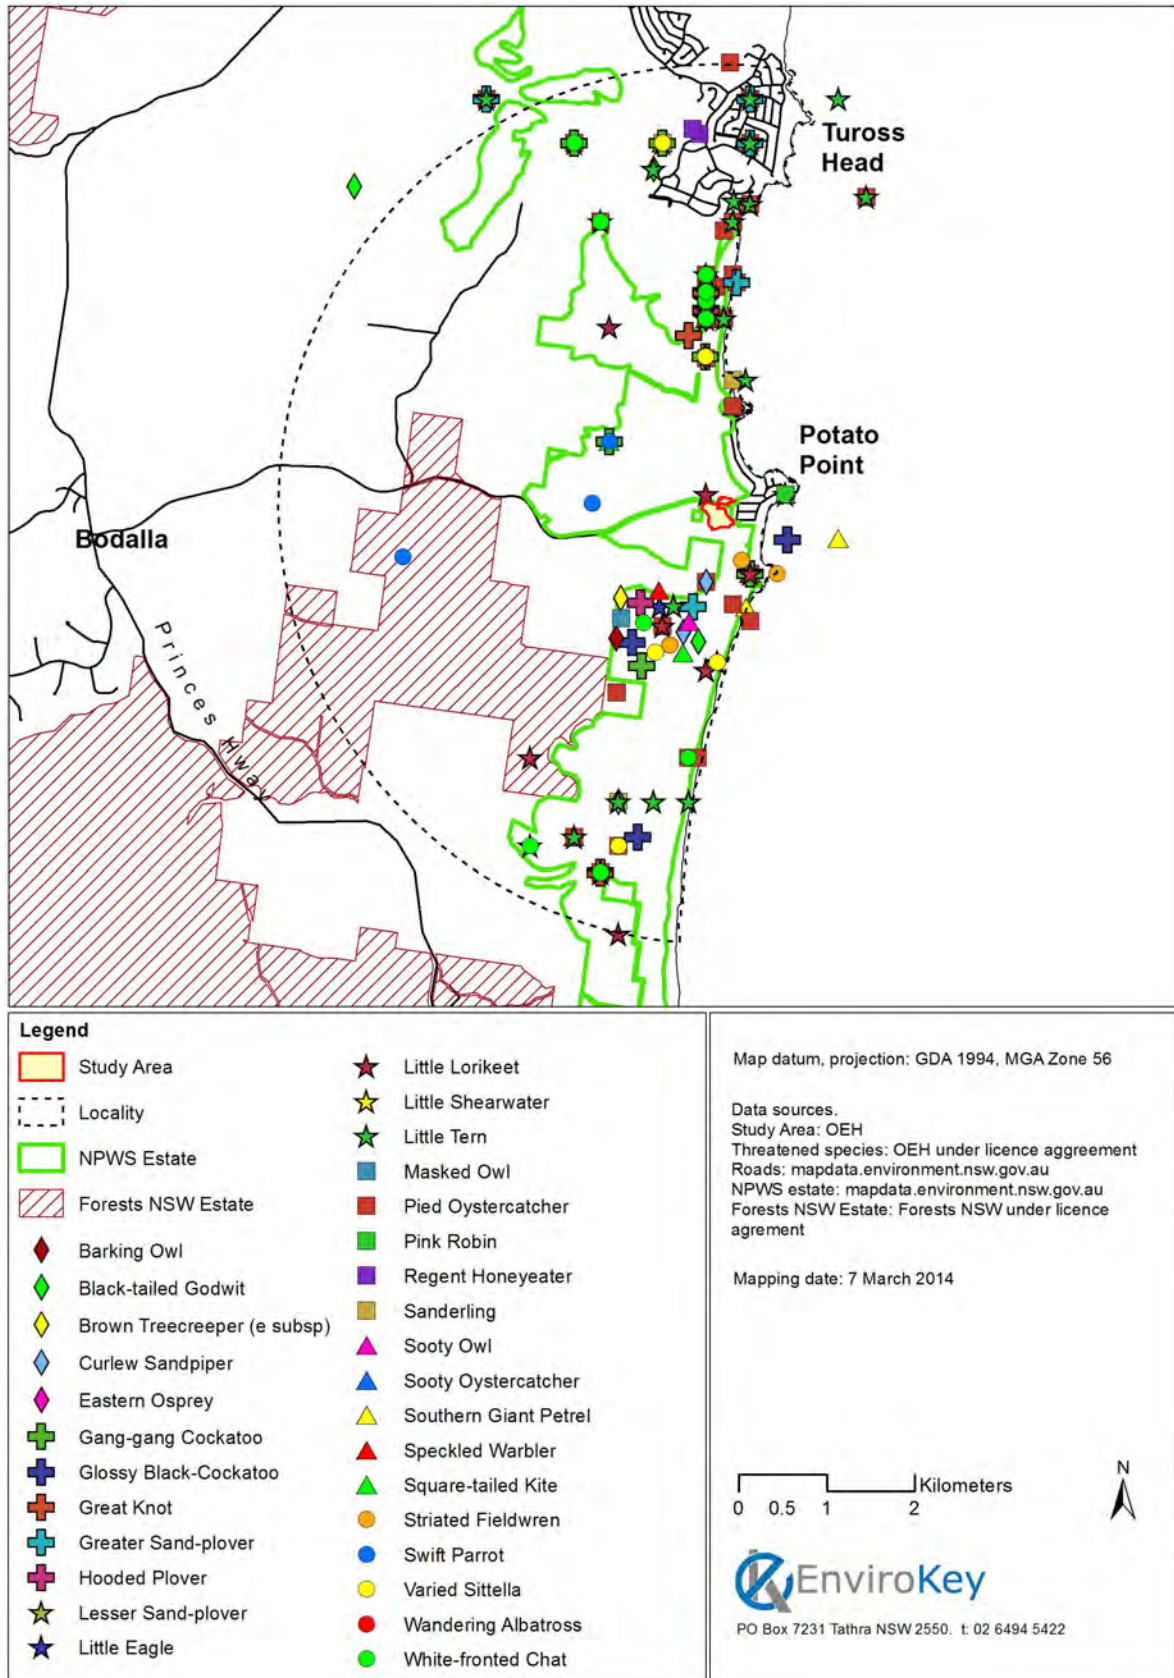 Tuross
Head
Potato
Point
Bodalla
Princes Hway
Legend
Study Area
Locality
NPWS Estate
Forests NSW Estate
Barking Owl
Black-tailed Godwit
Brown Treecreeper (e subsp)
Curlew Sandpiper
Eastern Osprey
Gang-gang Cockatoo
Glossy Black-Cockatoo
Great Knot
Greater Sand-plover
Hooded Plover
Lesser Sand-plover
Little Eagle
Little Lorikeet
Little Shearwater
Little Tern
Masked Owl
Pied Oystercatcher
Pink Robin
Regent Honeyeater
Sanderling
Sooty Owl
Sooty Oystercatcher
Southern Giant Petrel
Speckled Warbler
Square-tailed Kite
Striated Fieldwren
Swift Parrot
Varied Sittella
Wandering Albatross
White-fronted Chat
Map datum, projection: GDA 1994, MGA Zone 56
Data sources.
Study Area: OEH
Threatened species: OEH under licence aggreement
Roads: mapdata.environment.nsw.gov.au
NPWS estate: mapdata.environment.nsw.gov.au
Forests NSW Estate: Forests NSW under licence
agrement
Mapping date: 7 March 2014
Kilometers
0 0.5 1 2
N
EnviroKey
PO Box 7231 Tathra NSW 2550. t: 02 6494 5422